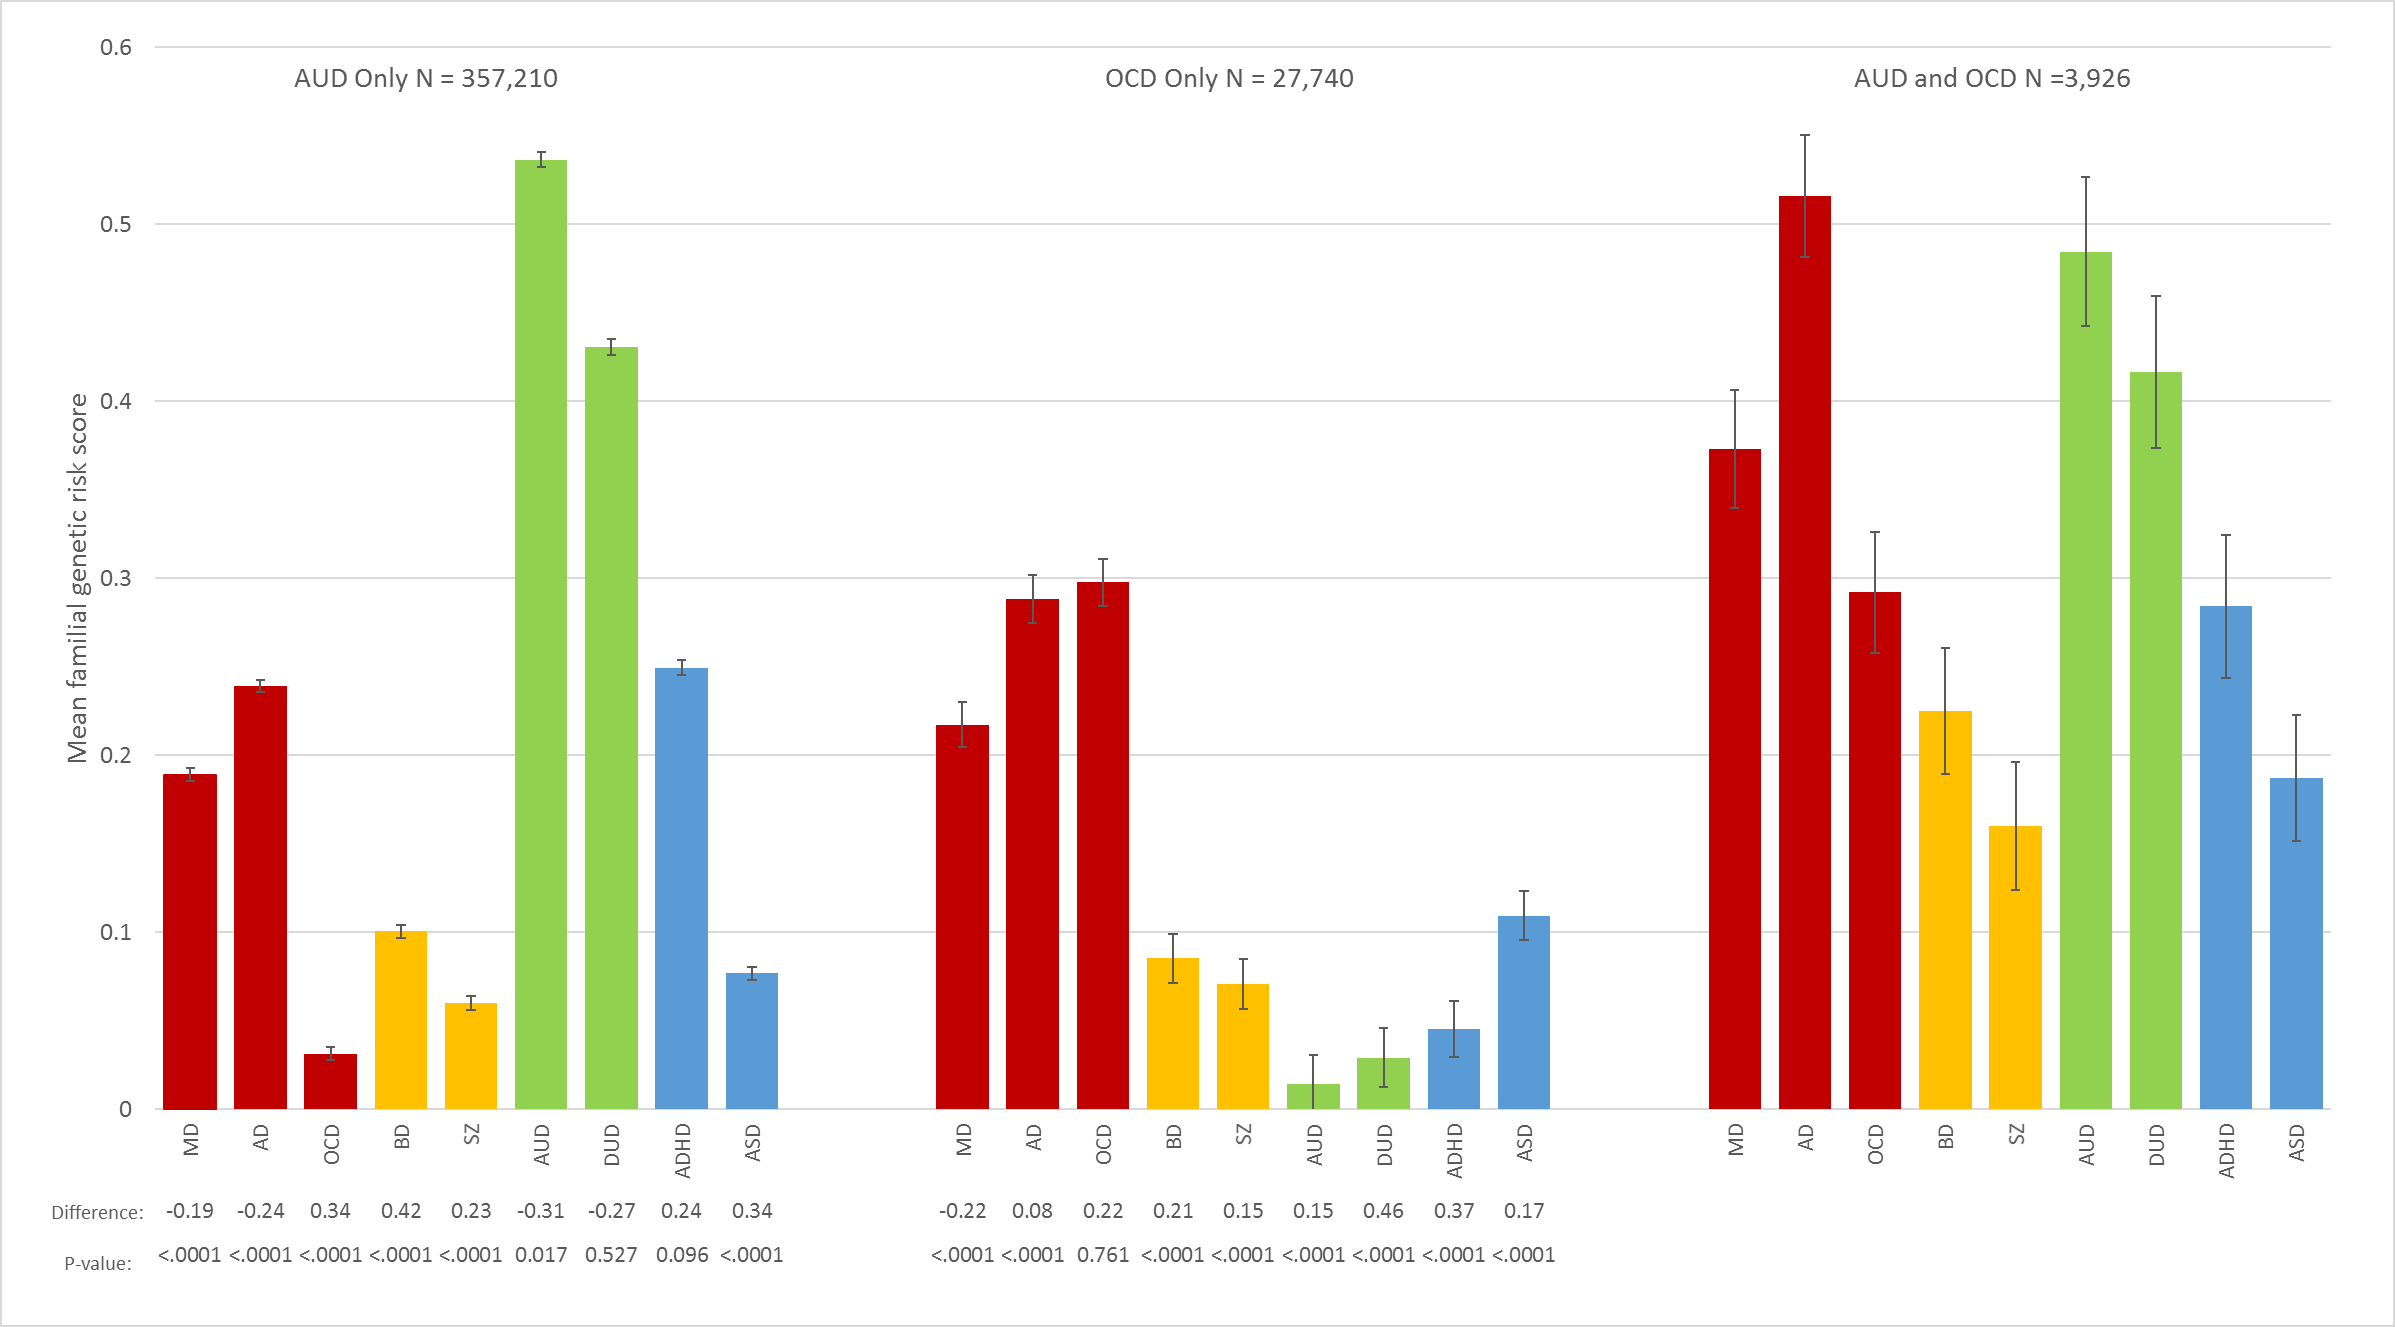 0.6
AUD Only N = 357,210 OCD Only N = 27,740 AUD and OCD N =3,926
0.5
0.4
0.3
0.2
0.1
0
Mean familial genetic risk score
MD AD OCD BD SZ AUD DUD ADHD ASD MD AD OCD BD SZ AUD DUD ADHD ASD MD AD OCD BD SZ AUD DUD ADHD ASD
Difference: -0.19 -0.24 0.34 0.42 0.23 -0.31 -0.27 0.24 0.34 -0.22 0.08 0.22 0.21 0.15 0.15 0.46 0.37 0.17
P-value: <.0001 <.0001 <.0001 <.0001 <.0001 0.017 0.527 0.096 <.0001 <.0001 <.0001 0.761 <.0001 <.0001 <.0001 <.0001 <.0001 <.0001